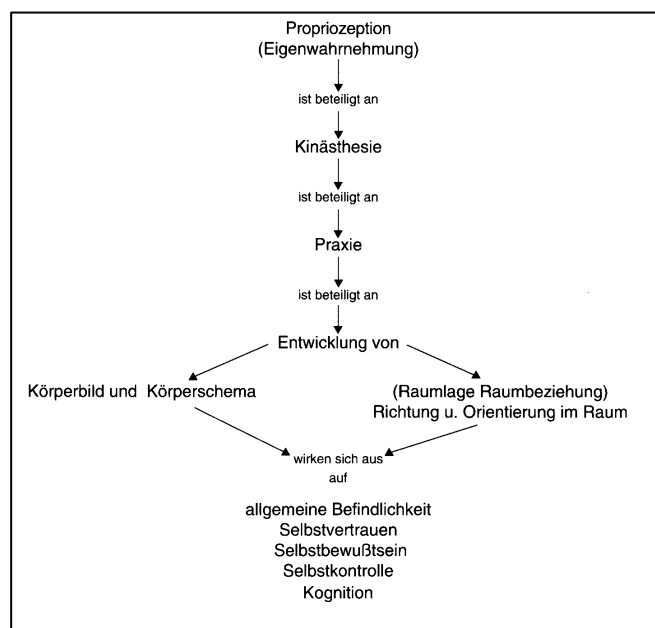 Propriozeption
(Eigenwahrnehmung)
ist beteiligt an
Kinästhesie
ist beteiligt an
Praxie
ist beteiligt an
Entwicklung von
Körperbild und Körperschema
(Raumlage Raumbeziehung)
Richtung u. Orientierung im Raum
wirken sich aus
auf
allgemeine Befindlichkeit
Selbstvertrauen
Selbstbewußtsein
Selbstkontrolle
Kognition